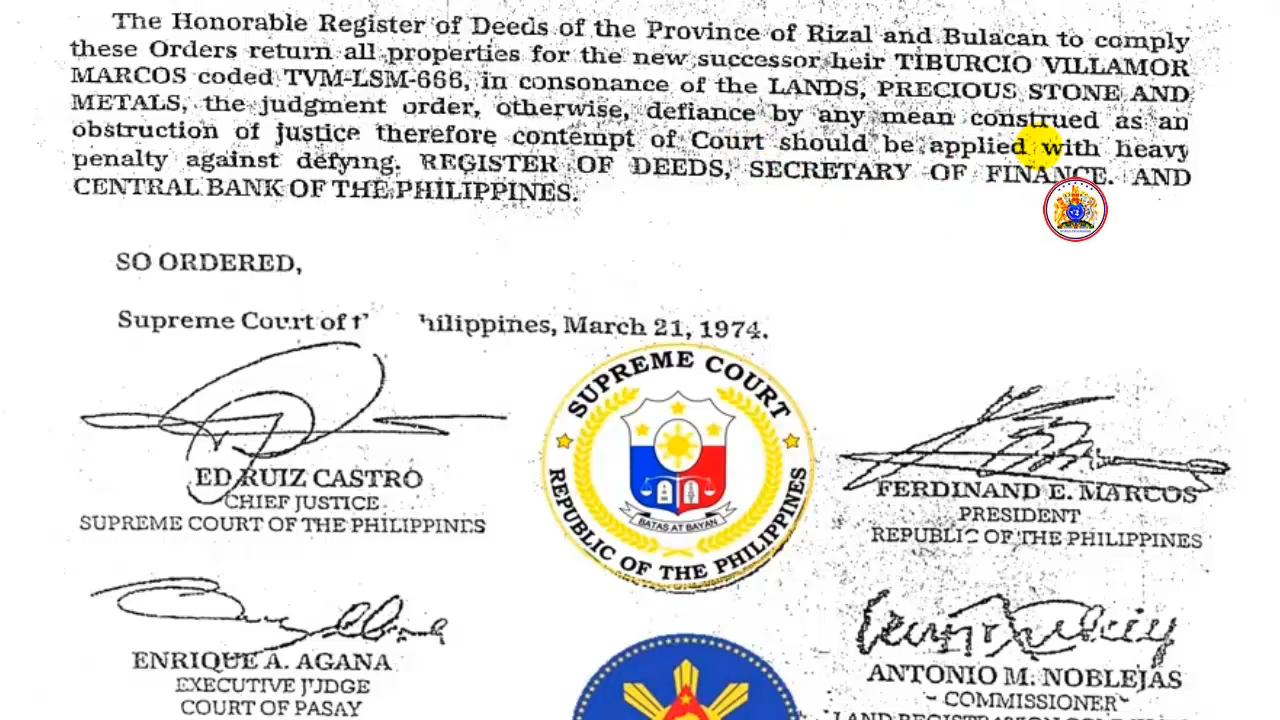 The Honorable Register of Deeds of the Province of Rizal and Bulacan to comply
these Orders return all properties for the new successor heir TIBURCIO VILLAMOR
MARCOS coded TVM-LSM-666, in consonance of the LANDS, PRECIOUS STONE AND
METALS, the judgment order, otherwise, defiance by any mean construed as an
obstruction of justice therefore contempt of Court should be applied with heavy
penalty against defying. REGISTER OF DEEDS, SECRETARY OF FINANCE. AND
CENTRAL BANK OF THE PHILIPPINES.
SO ORDERED,
Supreme Court of t hilippines, March 21, 1974.
SUPREME COURT
REPUBLIC OF THE PHILIPPINES
BATAS AT BAYAN
ED RUIZ CASTRO
CHIEF JUSTICE
SUPREME COURT OF THE PHILIPPINES
FERDINAND E. MARCOS
PRESIDENT
REPUBLIC OF THE PHILIPPINES
ENRIQUE A. AGANA
EXECUTIVE JUDGE
COURT OF PASAY
ANTONIO M. NOBLEJAS
COMMISSIONER
LAND REGISTRATION